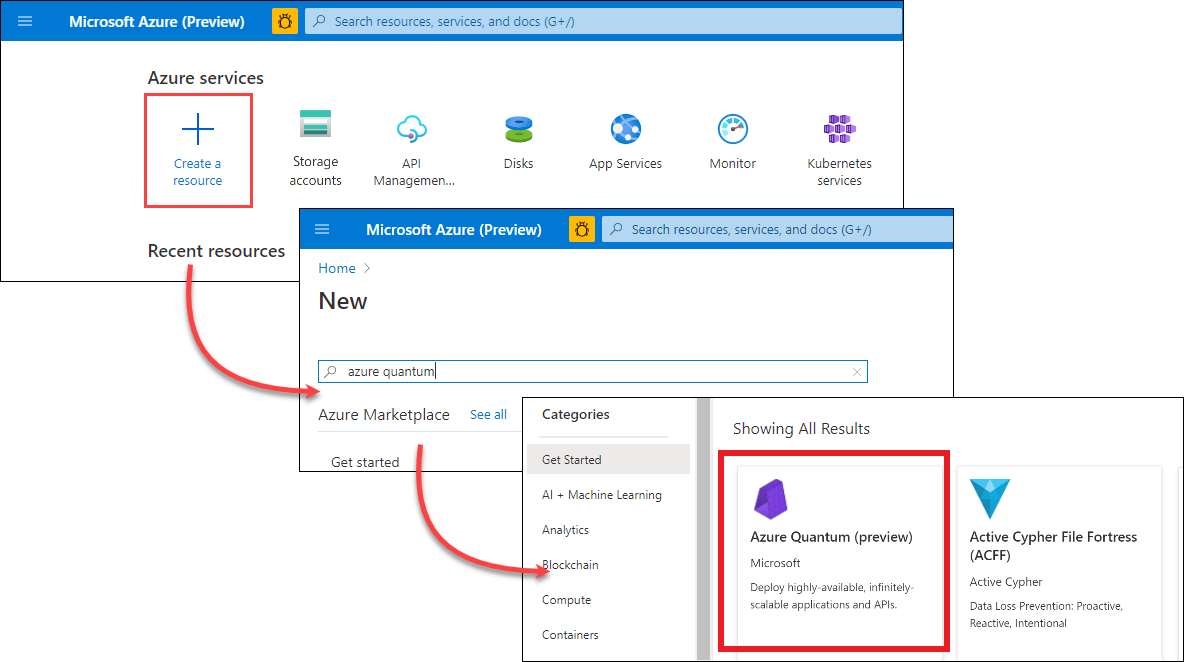 Microsoft Azure (Preview)
Search resources, services, and docs (G+/)
Azure services
Create a
resource
Storage
accounts
API
Managemen...
Disks
App Services
Monitor
Kubernetes
services
Recent resources
Microsoft Azure (Preview)
Search resources, services, and docs (G+/)
Home
New
azure quantum
Azure Marketplace
See all
Get started
Categories
Get Started
AI + Machine Learning
Analytics
Blockchain
Compute
Containers
Showing All Results
Azure Quantum (preview)
Microsoft
Deploy highly-available, infinitely-
scalable applications and APIs.
Active Cypher File Fortress
(ACFF)
Active Cypher
Data Loss Prevention: Proactive,
Reactive, Intentional